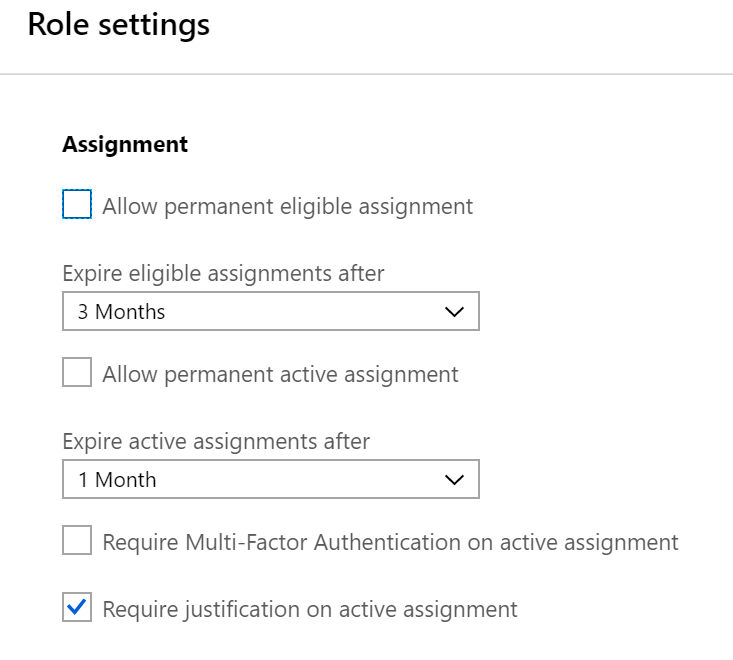 Role settings
Assignment
Allow permanent eligible assignment
Expire eligible assignments after
3 Months
Allow permanent active assignment
Expire active assignments after
1 Month
Require Multi-Factor Authentication on active assignment
Require justification on active assignment